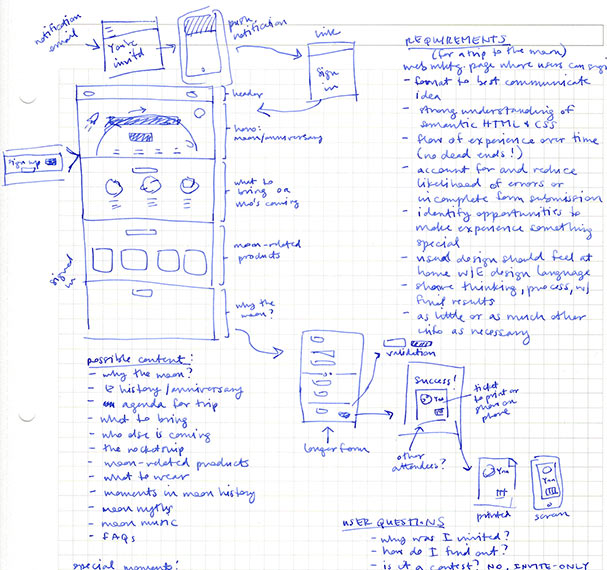 notification
email
You're
invited
push
notification
link
sign
in
header
hero:
moon/anniversary
sign up
what to
bring or
who's coming
moon-related
products
signed
in
why the
moon?
REQUIREMENTS
(for a trip to the moon)
web mktg. page where users can sign
- format to best communicate
idea
- strong understanding of
semantic HTML & CSS
- flow of experience over time
(no dead ends!)
- account for and reduce
likelihood of errors or
incomplete form submission
- identify opportunities to
make experience something
special
- visual design should feel at
home w/E design language
- share thinking, process, w/
final results
- as little or as much other
info as necessary
possible content:
- why the moon?
- history/anniversary
- agenda for trip
- what to bring
- who else is coming
- the rocketship
- moon-related products
- what to wear
- moments in moon history
- moon myths
- moon music
- FAQs
special moments:
longer form
validation
success!
You
ticket
to print or
show on
phone
other
attendees?
You
printed
You
screen
USER QUESTIONS
- why was I invited?
- how do I find out?
- is it a contest? NO, INVITE-ONLY